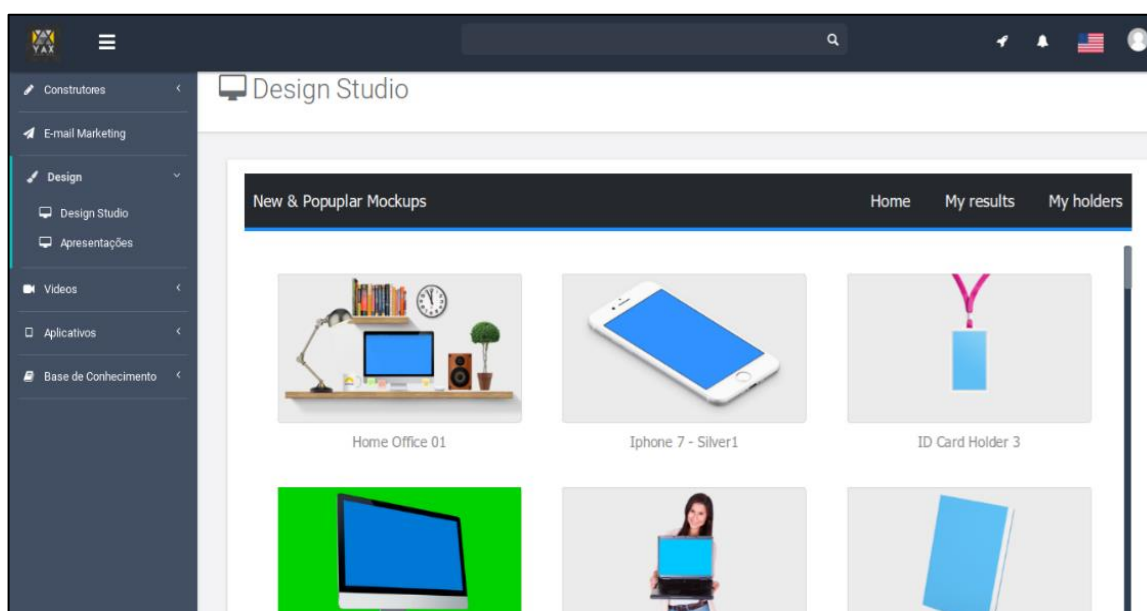 YAX
Construtores
Design Studio
E-mail Marketing
Design
Design Studio
Apresentações
Videos
Aplicativos
Base de Conhecimento
New & Popuplar Mockups Home My results My holders
Home Office 01 Iphone 7 - Silver1 ID Card Holder 3